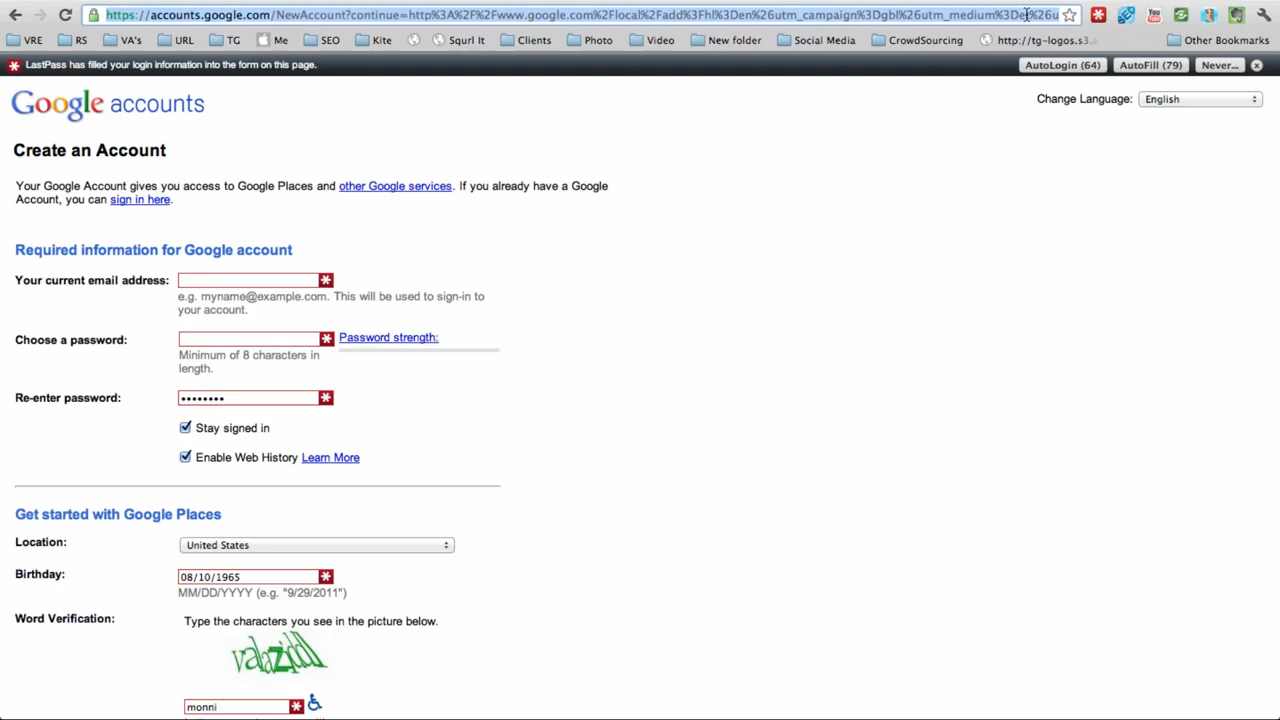 https://accounts.google.com/NewAccount?continue=http%3A%2F%2Fwww.google.com%2Flocal%2Fadd%3Fhl%3Den%26utm_campaign%3Dgbl%26utm_medium%3Det%26u
VRE RS VA's URL TG Me SEO Kite Squrl It Clients Photo Video New folder Social Media CrowdSourcing http://tg-logos.s3.a Other Bookmarks
LastPass has filled your login information into the form on this page. AutoLogin (64) AutoFill (79) Never...
Google accounts Change Language: English
Create an Account
Your Google Account gives you access to Google Places and other Google services. If you already have a Google
Account, you can sign in here.
Required information for Google account
Your current email address:
e.g. myname@example.com. This will be used to sign-in to
your account.
Choose a password: Password strength:
Minimum of 8 characters in
length.
Re-enter password: ••••••••
Stay signed in
Enable Web History Learn More
Get started with Google Places
Location: United States
Birthday: 08/10/1965
MM/DD/YYYY (e.g. "9/29/2011")
Word Verification: Type the characters you see in the picture below.
monni